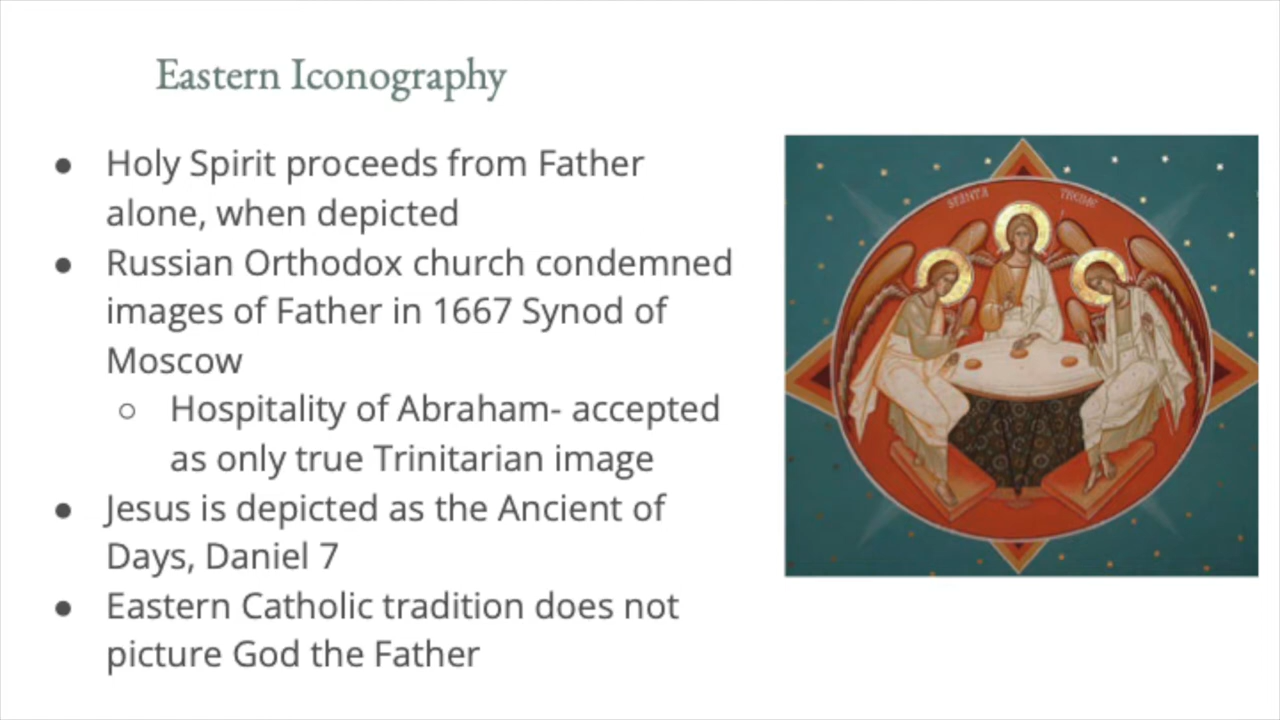 Eastern Iconography
● Holy Spirit proceeds from Father
alone, when depicted
● Russian Orthodox church condemned
images of Father in 1667 Synod of
Moscow
○ Hospitality of Abraham- accepted
as only true Trinitarian image
● Jesus is depicted as the Ancient of
Days, Daniel 7
● Eastern Catholic tradition does not
picture God the Father